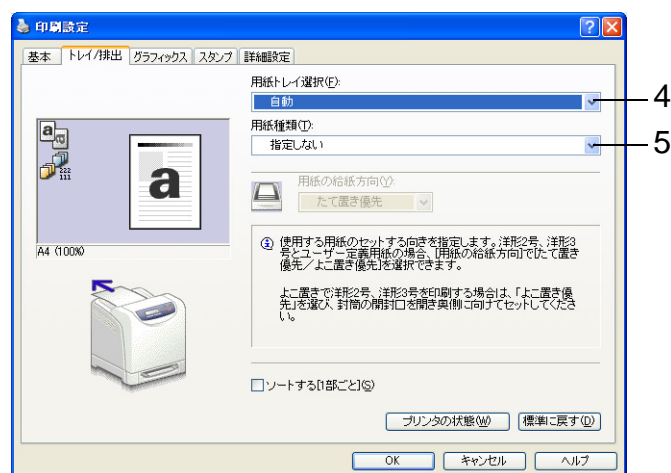 印刷設定
基本 トレイ/排出 グラフィックス スタンプ 詳細設定
用紙トレイ選択(F):
自動
4
用紙種類(T):
指定しない
5
用紙の給紙方向(Y):
たて置き優先
a a
222
111
a
A4 (100%)
使用する用紙のセットする向きを指定します。洋形2号、洋形3
号とユーザー定義用紙の場合、[用紙の給紙方向]で[たて置き
優先/よこ置き優先]を選択できます。
よこ置きで洋形2号、洋形3号を印刷する場合は、「よこ置き優
先」を選び、封筒の開封口を開き奥側に向けてセットしてくださ
い。
ソートする[1部ごと](S)
プリンタの状態(W) 標準に戻す(D)
OK キャンセル ヘルプ